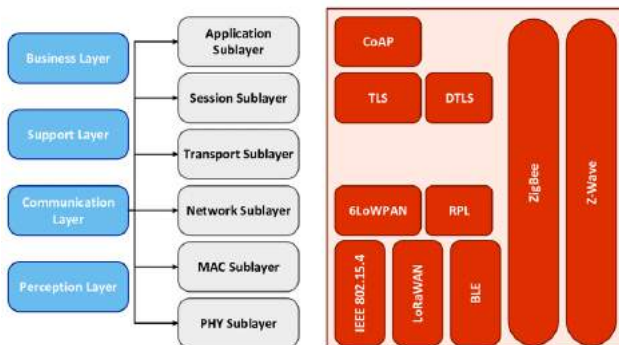 Business Layer
Support Layer
Communication
Layer
Perception Layer
Application
Sublayer
Session Sublayer
Transport Sublayer
Network Sublayer
MAC Sublayer
PHY Sublayer
CoAP
TLS
DTLS
6LoWPAN
RPL
IEEE 802.15.4
LoRaWAN
BLE
ZigBee
Z-Wave